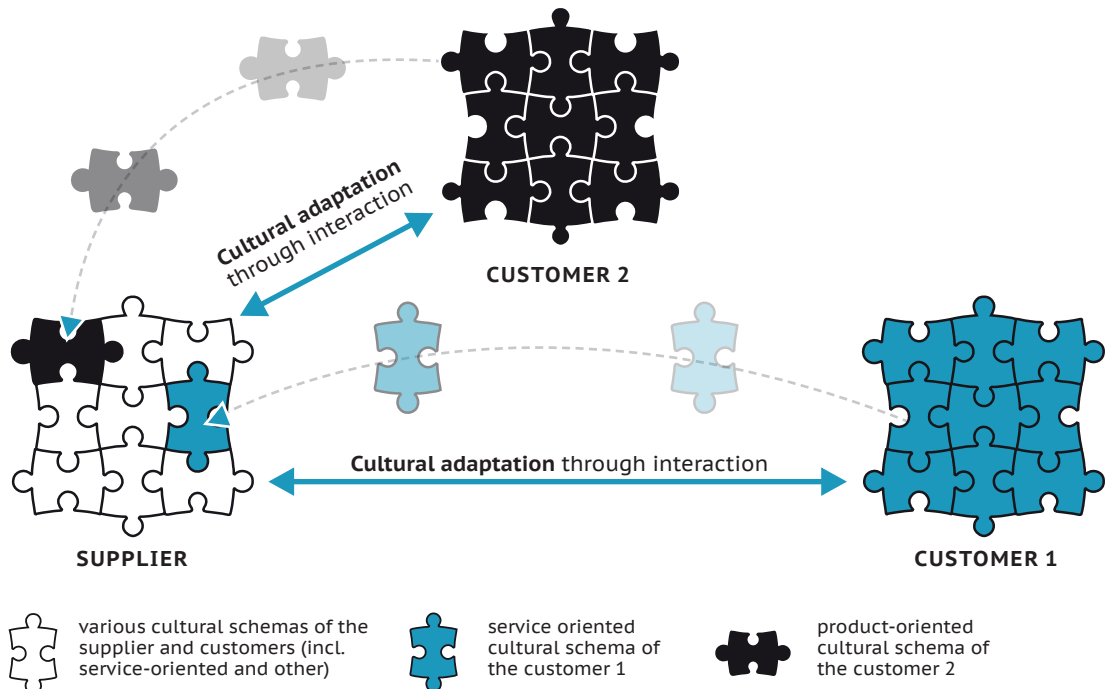 Cultural adaptation
through interaction
CUSTOMER 2
Cultural adaptation through interaction
SUPPLIER
CUSTOMER 1
various cultural schemas of the
supplier and customers (incl.
service-oriented and other)
service oriented
cultural schema of
the customer 1
product-oriented
cultural schema of
the customer 2